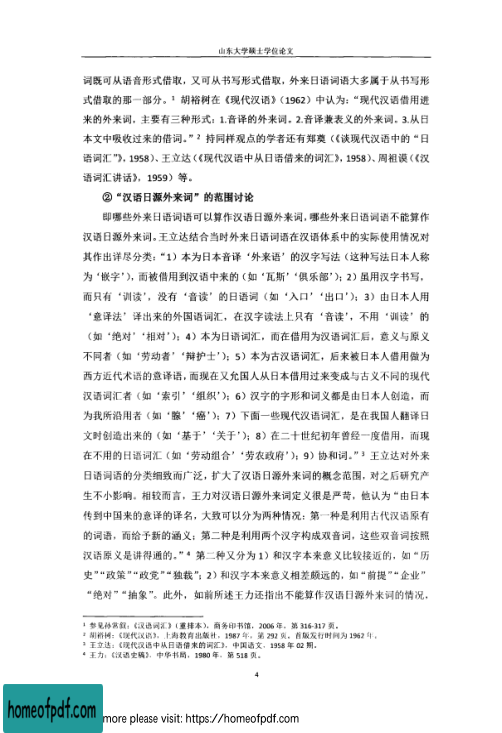 山东大学硕士学位论文
词既可从语音形式借取，又可从书写形式借取，外来日语词语大多属于从书写形
式借取的那一部分。¹ 胡裕树在《现代汉语》（1962）中认为：“现代汉语借用进
来的外来词，主要有三种形式：1.音译的外来词。2.音译兼表义的外来词。3.从日
本文中吸收过来的借词。”² 持同样观点的学者还有郑奠（《谈现代汉语中的“日
语词汇”》，1958）、王立达（《现代汉语中从日语借来的词汇》，1958）、周祖谟（《汉
语词汇讲话》，1959）等。
②“汉语日源外来词”的范围讨论
即哪些外来日语词语可以算作汉语日源外来词，哪些外来日语词语不能算作
汉语日源外来词。王立达结合当时外来日语词语在汉语体系中的实际使用情况对
其作出详尽分类：“1）本为日本音译‘外来语’的汉字写法（这种写法日本人称
为‘嵌字’），而被借用到汉语中来的（如‘瓦斯’‘俱乐部’）；2）虽用汉字书写，
而只有‘训读’，没有‘音读’的日语词（如‘入口’‘出口’）；3）由日本人用
‘意译法’译出来的外国语词汇，在汉字读法上只有‘音读’，不用‘训读’的
（如‘绝对’‘相对’）；4）本为日语词汇，而在借用为汉语词汇后，意义与原义
不同者（如‘劳动者’‘辩护士’）；5）本为古汉语词汇，后来被日本人借用做为
西方近代术语的意译语，而现在又允国人从日本借用过来变成与古义不同的现代
汉语词汇者（如‘索引’‘组织’）；6）汉字的字形和词义都是由日本人创造，而
为我所沿用者（如‘腺’‘癌’）；7）下面一些现代汉语词汇，是在我国人翻译日
文时创造出来的（如‘基于’‘关于’）；8）在二十世纪初年曾经一度借用，而现
在不用的日语词汇（如‘劳动组合’‘劳农政府’）；9）协和词。”³ 王立达对外来
日语词语的分类细致而广泛，扩大了汉语日源外来词的概念范围，对之后研究产
生不小影响。相较而言，王力对汉语日源外来词定义很是严苛，他认为“由日本
传到中国来的意译的译名，大致可以分为两种情况：第一种是利用古代汉语原有
的词语，而给予新的涵义；第二种是利用两个汉字构成双音词，这些双音词按照
汉语原义是讲得通的。”⁴ 第二种又分为 1）和汉字本来意义比较接近的，如“历
史”“政策”“政党”“独裁”；2）和汉字本来意义相差颇远的，如“前提”“企业”
“绝对”“抽象”。此外，如前所述王力还指出不能算作汉语日源外来词的情况，
¹ 参见孙常叙：《汉语词汇》（重排本），商务印书馆，2006 年，第 316-317 页。
² 胡裕树：《现代汉语》，上海教育出版社，1987 年，第 292 页。首版发行时间为 1962 年。
³ 王立达：《现代汉语中从日语借来的词汇》，中国语文，1958 年 02 期。
⁴ 王力：《汉语史稿》，中华书局，1980 年，第 518 页。
4
homeofpdf.com
more please visit: https://homeofpdf.com